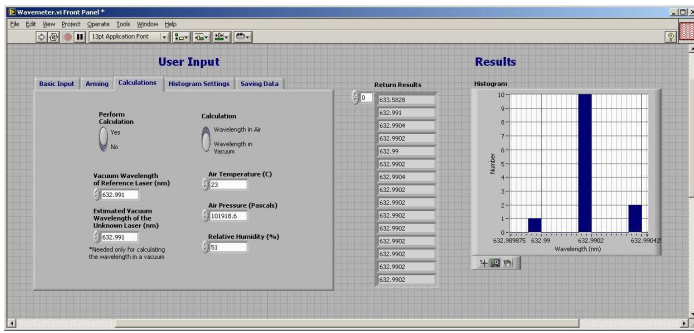 Wavemeter.vi Front Panel *
File Edit View Project Operate Tools Window Help
13pt Application Font
User Input
Results
Basic Input Arming Calculations Histogram Settings Saving Data
Perform
Calculation
Yes
No
Calculation
Wavelength in Air
Wavelength in
Vacuum
Vacuum Wavelength
of Reference Laser (nm)
632.991
Estimated Vacuum
Wavelength of the
Unknown Laser (nm)
632.991
*Needed only for calculating
the wavelength in a vacuum
Air Temperature (C)
23
Air Pressure (Pascals)
101918.6
Relative Humidity (%)
51
Return Results
0
633.5828
632.991
632.9904
632.9902
632.99
632.9902
632.9904
632.9902
632.9902
632.9902
632.9902
632.9902
632.9902
632.9902
632.9902
Histogram
Number
10
9
8
7
6
5
4
3
2
1
0
632.989875 632.99 632.9902 632.990425
Wavelength (nm)